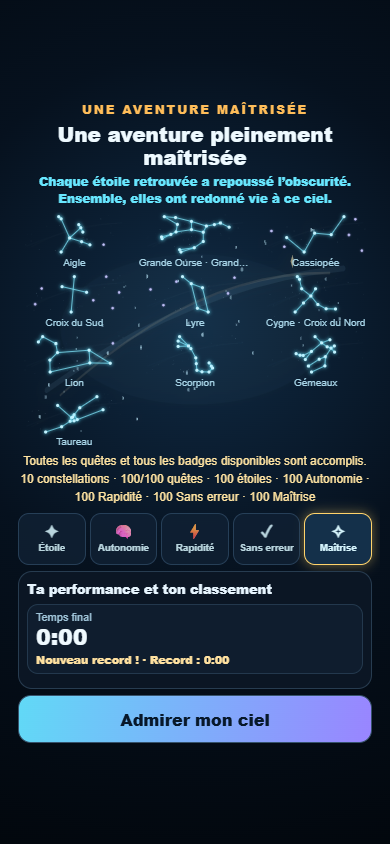 UNE AVENTURE MAÎTRISÉE
Une aventure pleinement
maîtrisée
Chaque étoile retrouvée a repoussé l’obscurité.
Ensemble, elles ont redonné vie à ce ciel.
Aigle
Grande Ourse · Grand…
Cassiopée
Croix du Sud
Lyre
Cygne · Croix du Nord
Lion
Scorpion
Gémeaux
Taureau
Toutes les quêtes et tous les badges disponibles sont accomplis.
10 constellations · 100/100 quêtes · 100 étoiles · 100 Autonomie ·
100 Rapidité · 100 Sans erreur · 100 Maîtrise
Étoile
Autonomie
Rapidité
Sans erreur
Maîtrise
Ta performance et ton classement
Temps final
0:00
Nouveau record ! · Record : 0:00
Admirer mon ciel